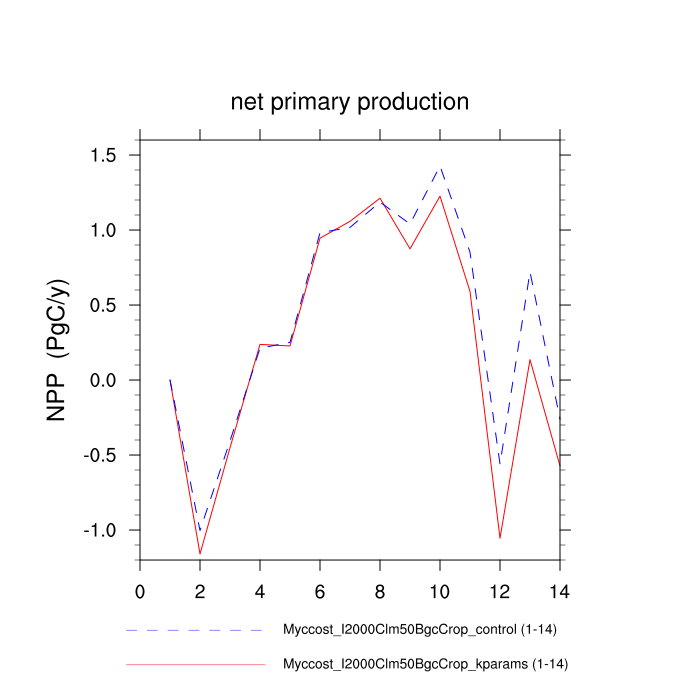 net primary production
NPP (PgC/y)
1.5
1.0
0.5
0.0
-0.5
-1.0
0 2 4 6 8 10 12 14
Myccost_I2000Clm50BgcCrop_control (1-14)
Myccost_I2000Clm50BgcCrop_kparams (1-14)